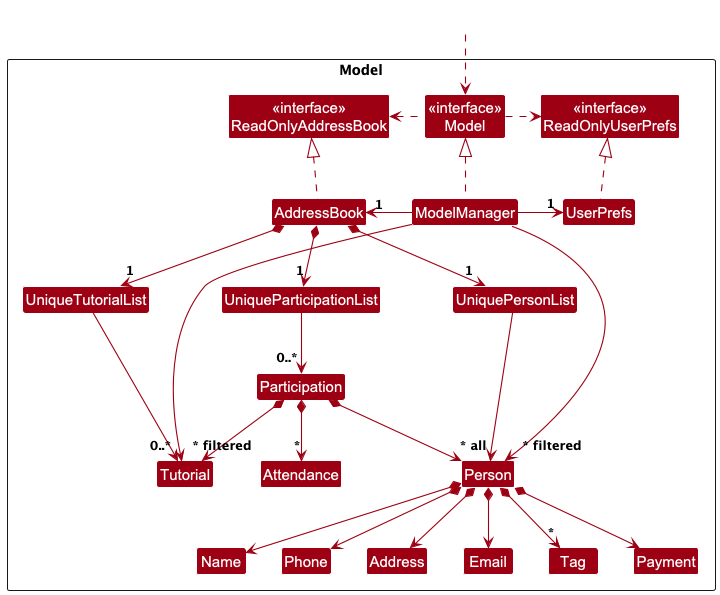 Model
«interface»
ReadOnlyAddressBook
«interface»
Model
«interface»
ReadOnlyUserPrefs
AddressBook
1
ModelManager
1
UserPrefs
1
1
1
UniqueTutorialList
UniqueParticipationList
UniquePersonList
0..*
Participation
0..*
* filtered
*
* all
* filtered
Tutorial
Attendance
Person
*
Name
Phone
Address
Email
Tag
Payment